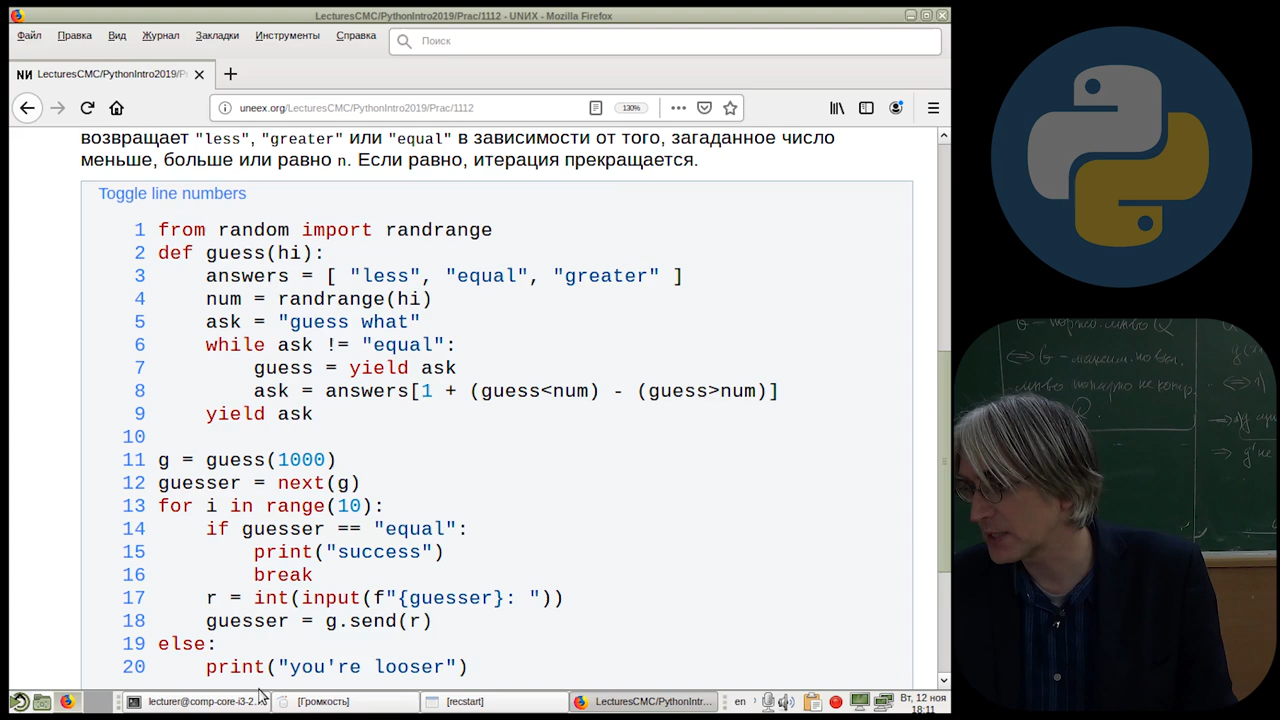 LecturesCMC/PythonIntro2019/Prac/1112 - UNИX - Mozilla Firefox
Файл Правка Вид Журнал Закладки Инструменты Справка Поиск
NИ LecturesCMC/PythonIntro2019/P
uneex.org/LecturesCMC/PythonIntro2019/Prac/1112 130%
возвращает "less", "greater" или "equal" в зависимости от того, загаданное число
меньше, больше или равно n. Если равно, итерация прекращается.
Toggle line numbers
1 from random import randrange
2 def guess(hi):
3 answers = [ "less", "equal", "greater" ]
4 num = randrange(hi)
5 ask = "guess what"
6 while ask != "equal":
7 guess = yield ask
8 ask = answers[1 + (guess<num) - (guess>num)]
9 yield ask
10
11 g = guess(1000)
12 guesser = next(g)
13 for i in range(10):
14 if guesser == "equal":
15 print("success")
16 break
17 r = int(input(f"{guesser}: "))
18 guesser = g.send(r)
19 else:
20 print("you're looser")
lecturer@comp-core-i3-2... [Громкость] [recstart] LecturesCMC/PythonIntr... en Вт, 12 ноя
18:11